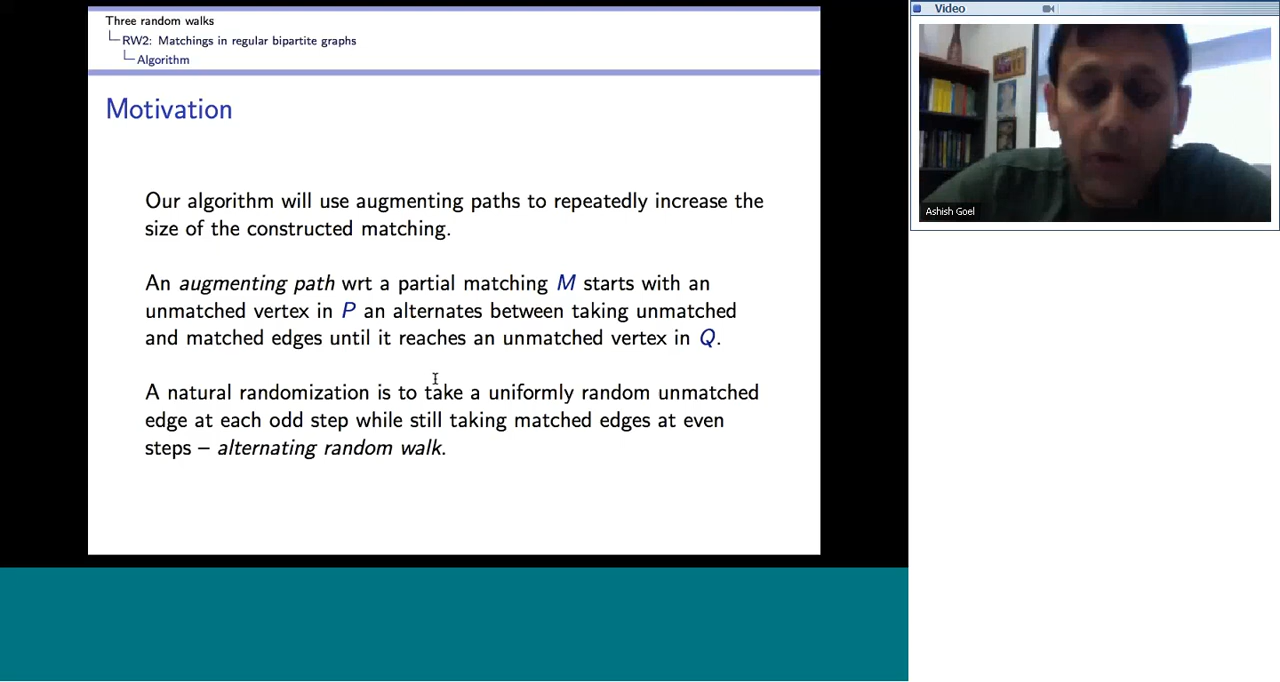 Three random walks
RW2: Matchings in regular bipartite graphs
Algorithm
Motivation
Our algorithm will use augmenting paths to repeatedly increase the
size of the constructed matching.
An augmenting path wrt a partial matching M starts with an
unmatched vertex in P an alternates between taking unmatched
and matched edges until it reaches an unmatched vertex in Q.
A natural randomization is to take a uniformly random unmatched
edge at each odd step while still taking matched edges at even
steps – alternating random walk.
Video
Ashish Goel